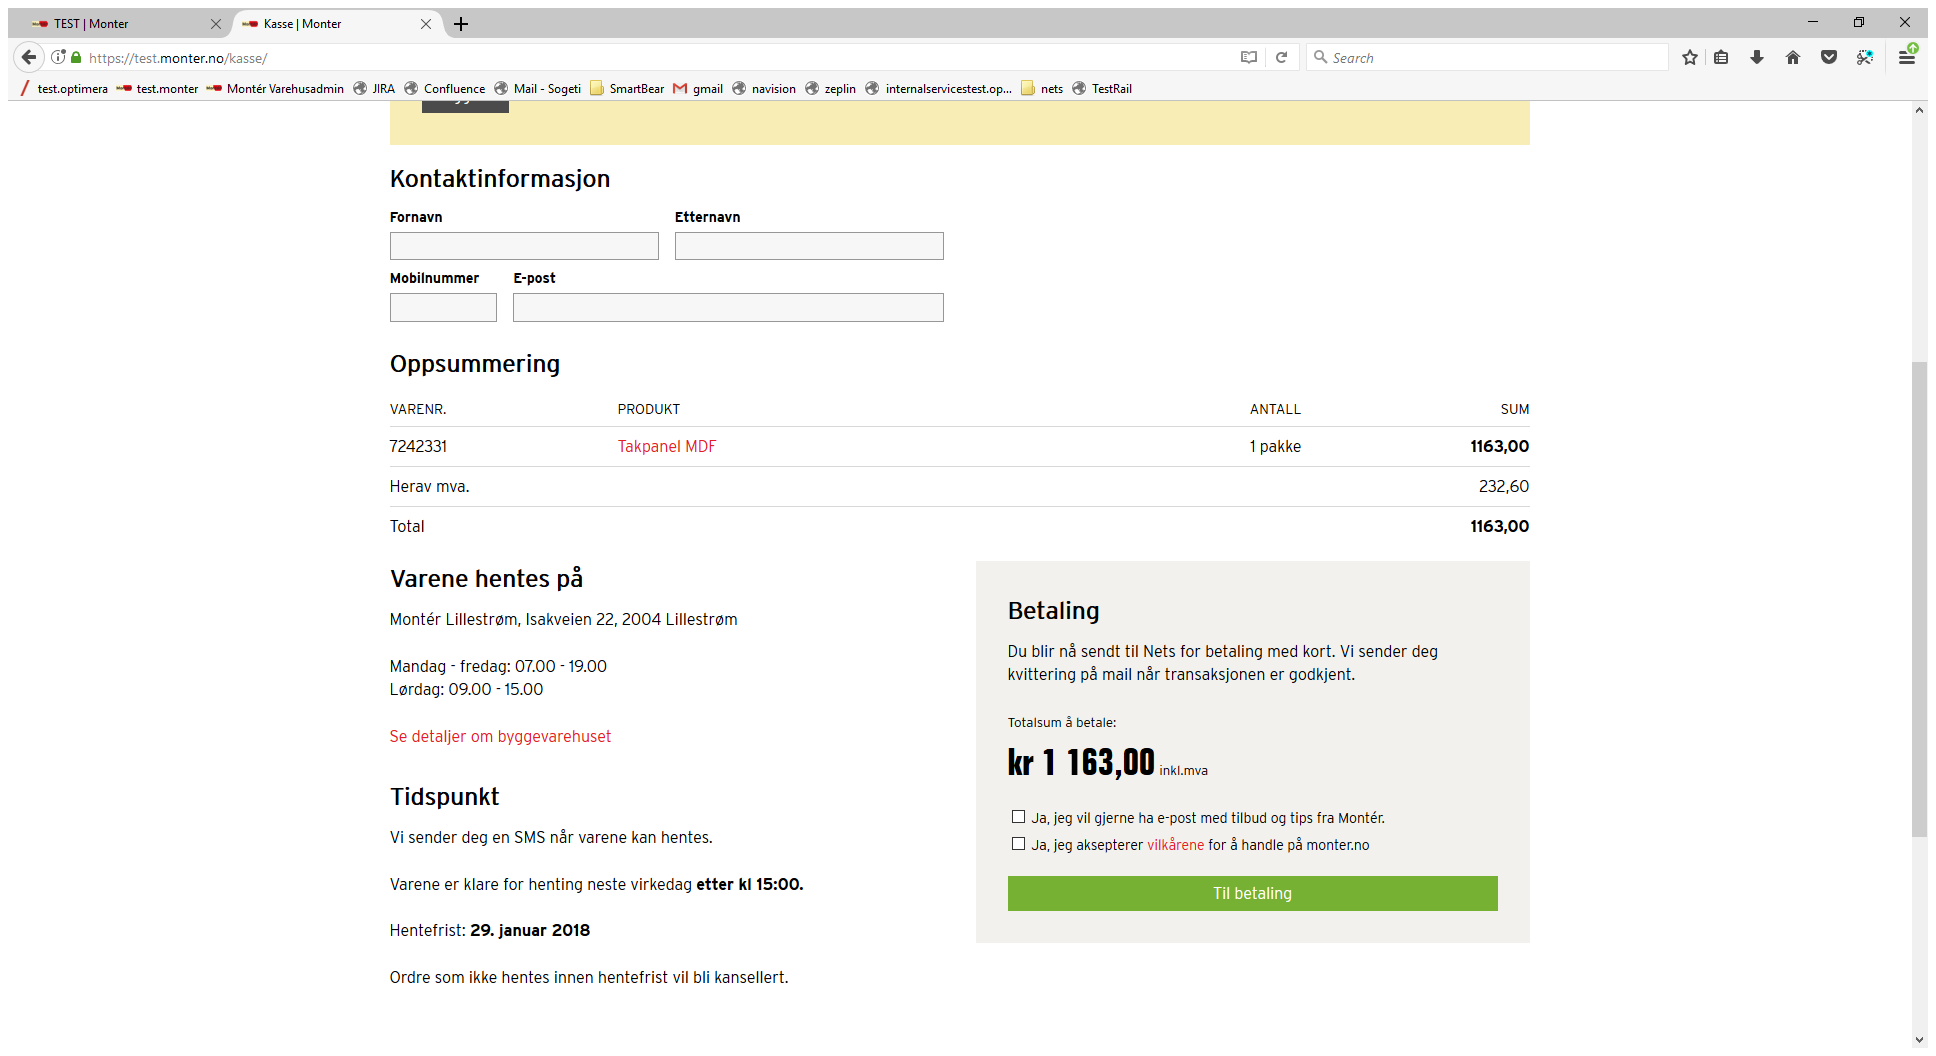 TEST | Monter
Kasse | Monter
https://test.monter.no/kasse/
Search
test.optimera test.monter Montér Varehusadmin JIRA Confluence Mail - Sogeti SmartBear gmail navision zeplin internalservicestest.op... nets TestRail
Kontaktinformasjon
Fornavn Etternavn
Mobilnummer E-post
Oppsummering
VARENR. PRODUKT ANTALL SUM
7242331 Takpanel MDF 1 pakke 1163,00
Herav mva. 232,60
Total 1163,00
Varene hentes på
Montér Lillestrøm, Isakveien 22, 2004 Lillestrøm
Mandag - fredag: 07.00 - 19.00
Lørdag: 09.00 - 15.00
Se detaljer om byggevarehuset
Tidspunkt
Vi sender deg en SMS når varene kan hentes.
Varene er klare for henting neste virkedag etter kl 15:00.
Hentefrist: 29. januar 2018
Ordre som ikke hentes innen hentefrist vil bli kansellert.
Betaling
Du blir nå sendt til Nets for betaling med kort. Vi sender deg
kvittering på mail når transaksjonen er godkjent.
Totalsum å betale:
kr 1 163,00 inkl.mva
Ja, jeg vil gjerne ha e-post med tilbud og tips fra Montér.
Ja, jeg aksepterer vilkårene for å handle på monter.no
Til betaling